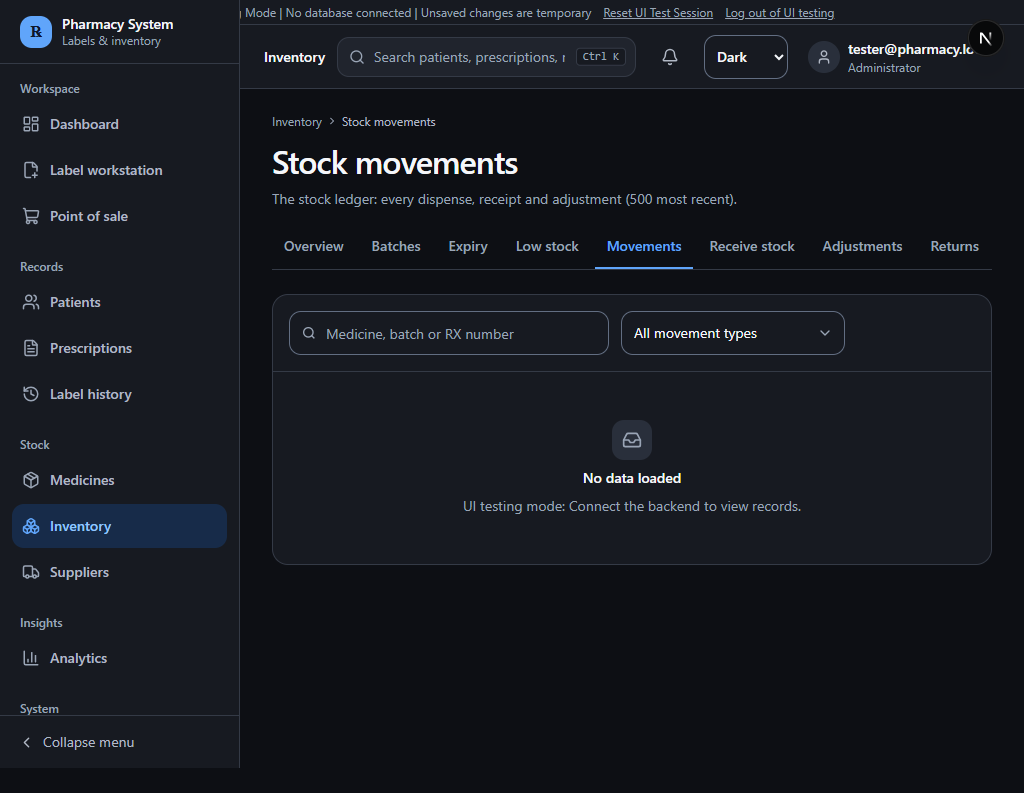 ℞
Pharmacy System
Labels & inventory
Workspace
Dashboard
Label workstation
Point of sale
Records
Patients
Prescriptions
Label history
Stock
Medicines
Inventory
Suppliers
Insights
Analytics
System
Collapse menu
Mode | No database connected | Unsaved changes are temporary Reset UI Test Session Log out of UI testing
Inventory
Search patients, prescriptions, Ctrl K
Dark
tester@pharmacy.lo
Administrator
N
Inventory > Stock movements
Stock movements
The stock ledger: every dispense, receipt and adjustment (500 most recent).
Overview Batches Expiry Low stock Movements Receive stock Adjustments Returns
Medicine, batch or RX number
All movement types
No data loaded
UI testing mode: Connect the backend to view records.